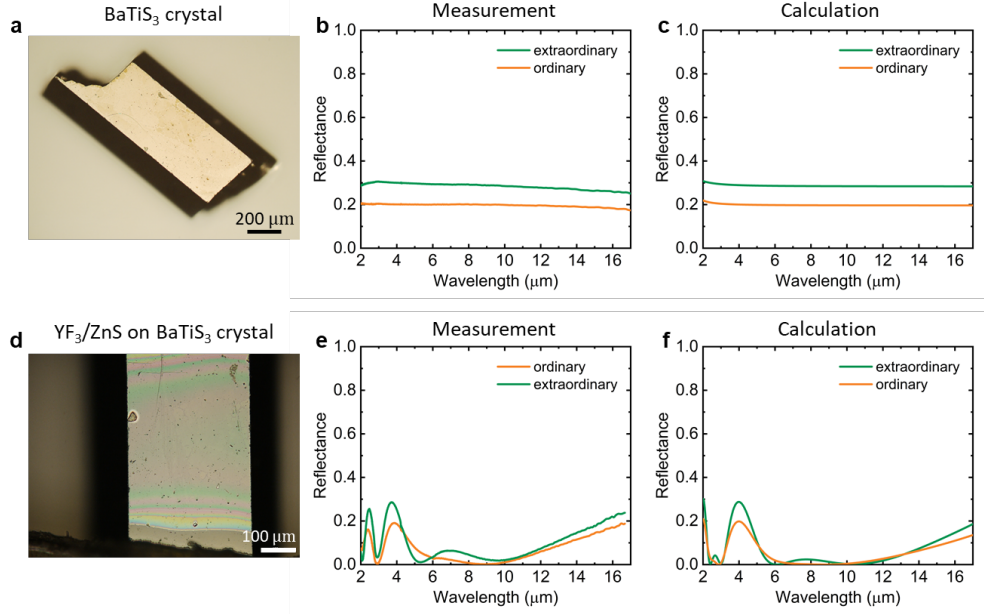 a
BaTiS₃ crystal
200 μm
b
Measurement
1.0
0.8
0.6
0.4
0.2
0.0
Reflectance
extraordinary
ordinary
2 4 6 8 10 12 14 16
Wavelength (μm)
c
Calculation
1.0
0.8
0.6
0.4
0.2
0.0
Reflectance
extraordinary
ordinary
2 4 6 8 10 12 14 16
Wavelength (μm)
d
YF₃/ZnS on BaTiS₃ crystal
100 μm
e
Measurement
1.0
0.8
0.6
0.4
0.2
0.0
Reflectance
ordinary
extraordinary
2 4 6 8 10 12 14 16
Wavelength (μm)
f
Calculation
1.0
0.8
0.6
0.4
0.2
0.0
Reflectance
extraordinary
ordinary
2 4 6 8 10 12 14 16
Wavelength (μm)